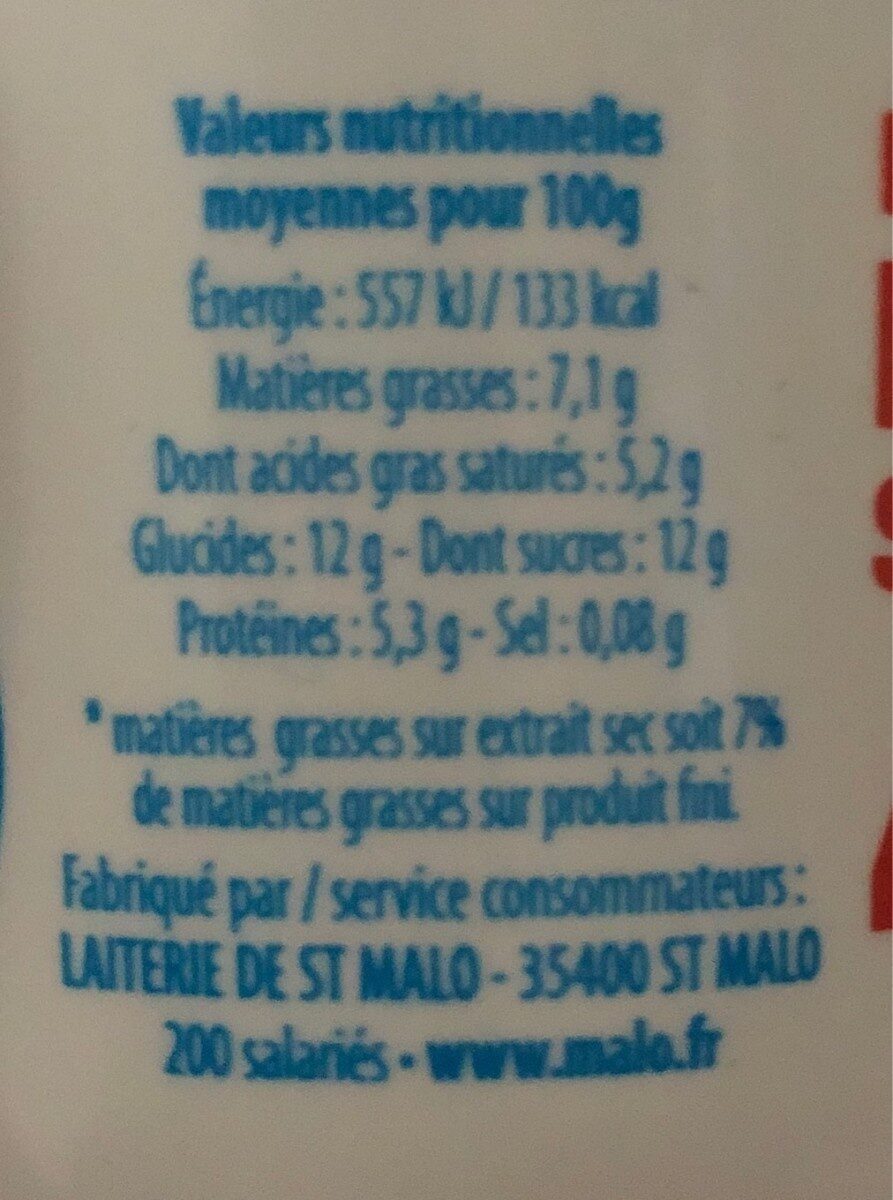 Valeurs nutritionnelles
moyennes pour 100g
Énergie : 557 kJ / 133 kcal
Matières grasses : 7,1 g
Dont acides gras saturés : 5,2 g
Glucides : 12 g - Dont sucres : 12 g
Protéines : 5,3 g - Sel : 0,08 g
* matières grasses sur extrait sec soit 7%
de matières grasses sur produit fini.
Fabriqué par / service consommateurs :
LAITERIE DE ST MALO - 35400 ST MALO
200 salariés • www.malo.fr